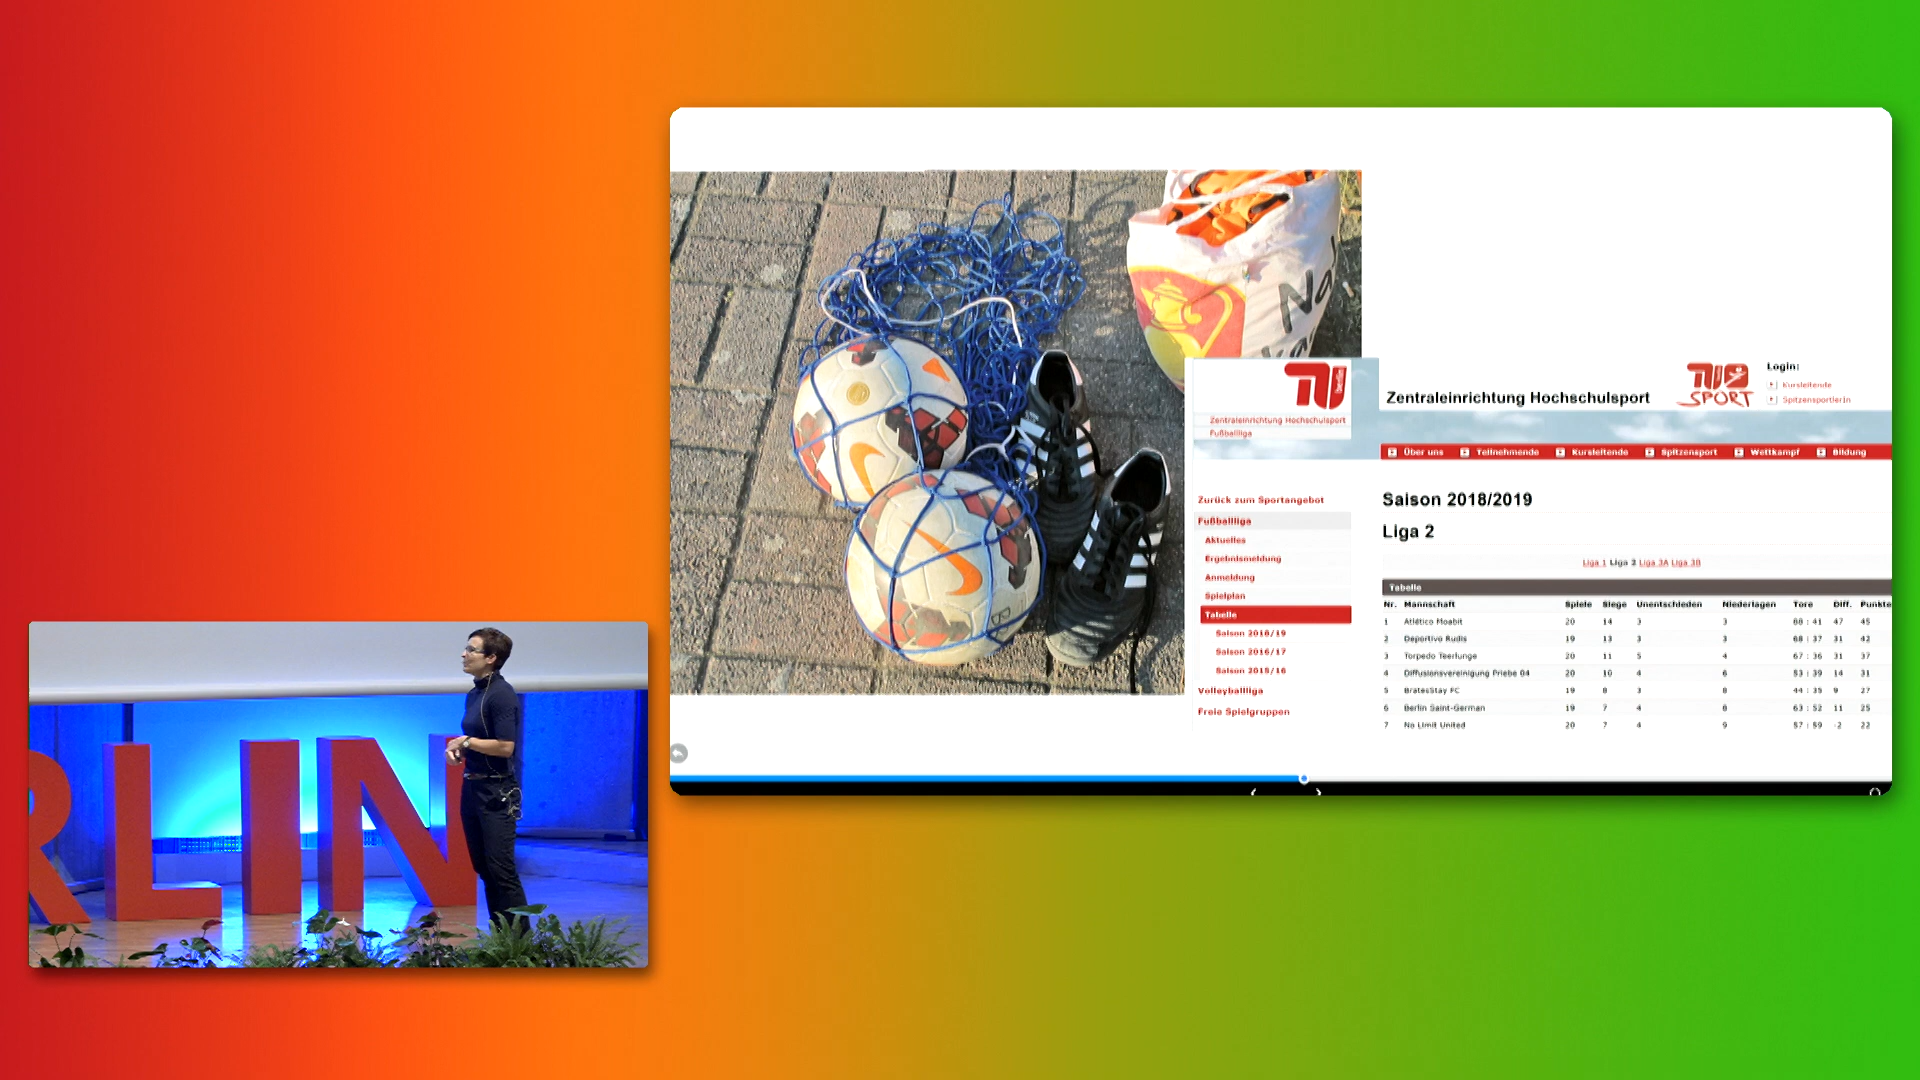 Na
TU berlin
Zentraleinrichtung Hochschulsport
Fußballliga
Zentraleinrichtung Hochschulsport
TU SPORT
Login:
Kursleitende
SpitzensportlerIn
Über uns Teilnehmende Kursleitende Spitzensport Wettkampf Bildung
Zurück zum Sportangebot
Fußballliga
Aktuelles
Ergebnismeldung
Anmeldung
Spielplan
Tabelle
Saison 2018/19
Saison 2016/17
Saison 2015/16
Volleyballliga
Freie Spielgruppen
Saison 2018/2019
Liga 2
Liga 1 Liga 2 Liga 3A Liga 3B
Tabelle
Nr. Mannschaft Spiele Siege Unentschieden Niederlagen Tore Diff. Punkte
1 Atlético Moabit 20 14 3 3 88 : 41 47 45
2 Deportivo Rudis 19 13 3 3 68 : 37 31 42
3 Torpedo Teerlunge 20 11 5 4 67 : 36 31 37
4 Diffusionsvereinigung Priebe 04 20 10 4 6 53 : 39 14 31
5 BratesStay FC 19 8 3 8 44 : 35 9 27
6 Berlin Saint-German 19 7 4 8 63 : 52 11 25
7 No Limit United 20 7 4 9 57 : 59 -2 22
RLIN